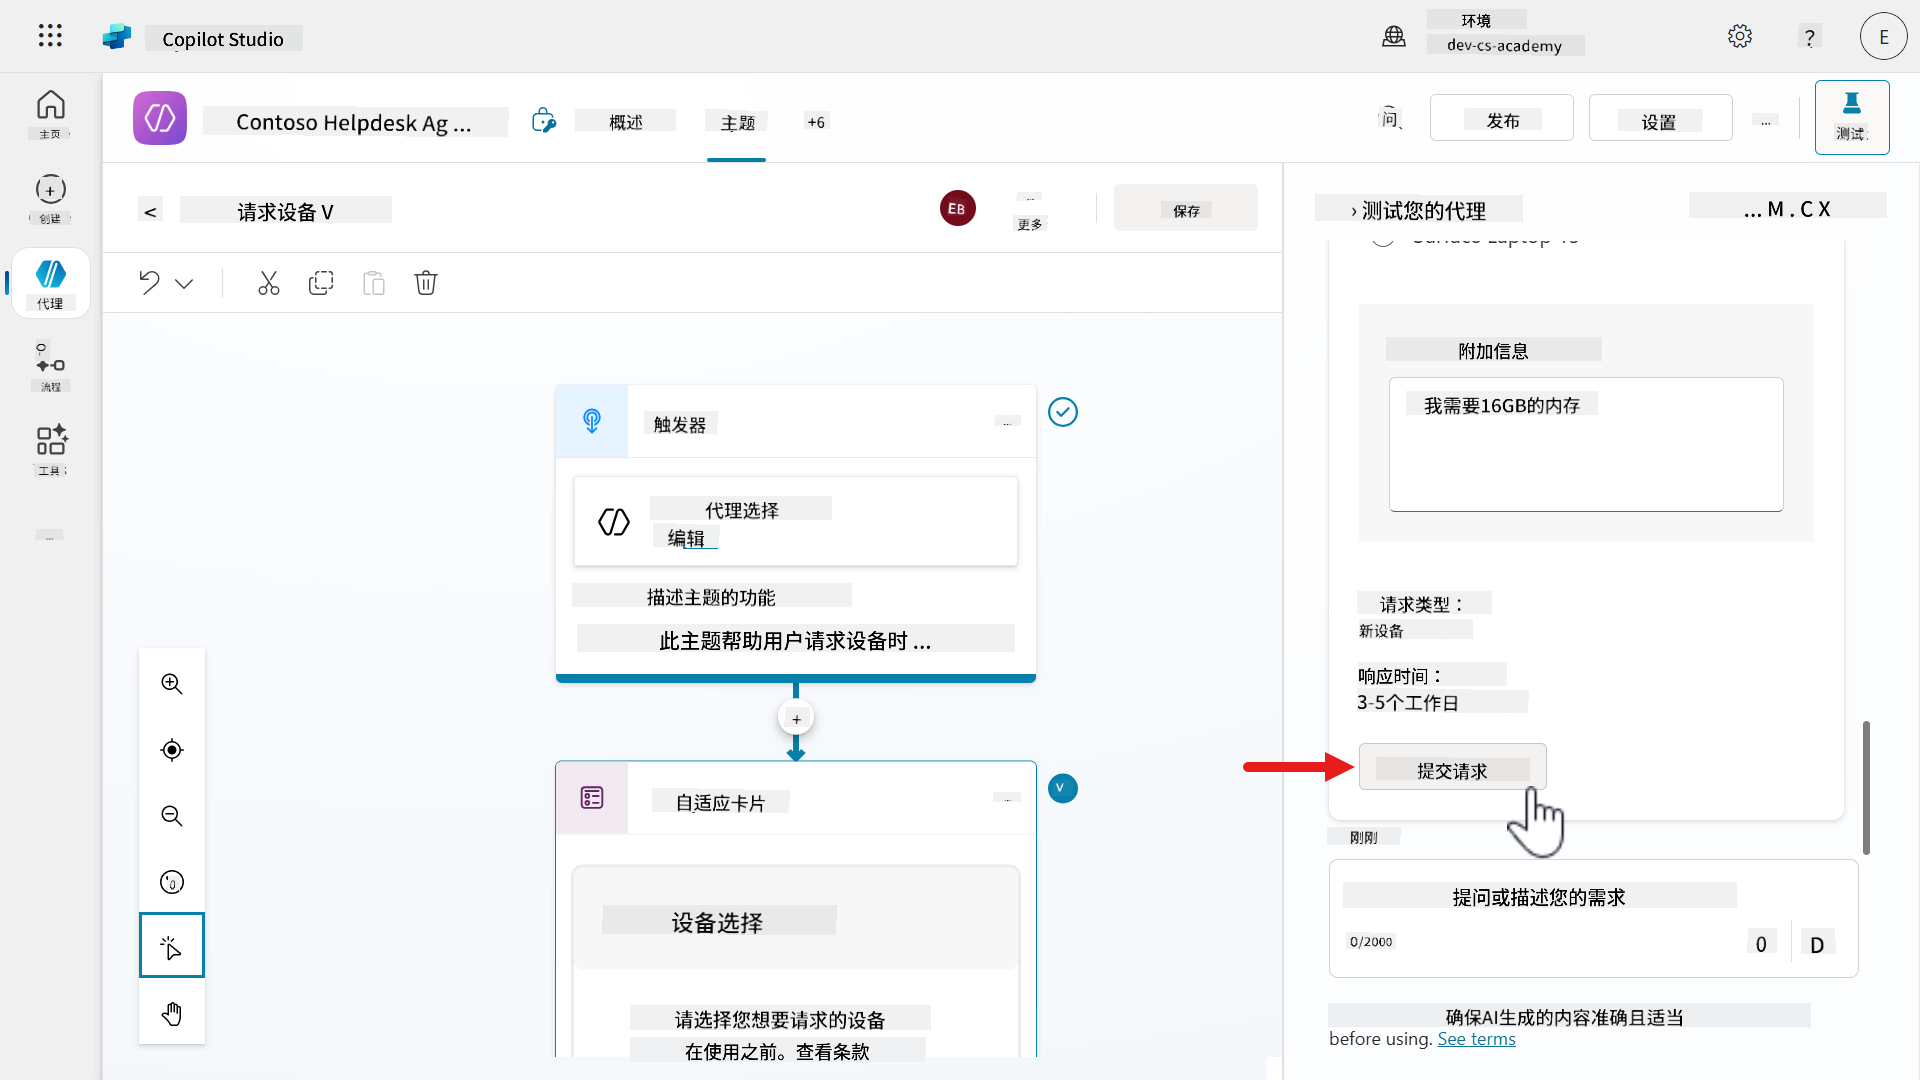 Copilot Studio
环境
dev-cs-academy
?
E
主页
创建
代理
流程
工具
Contoso Helpdesk Ag ...
概述
主题
+6
问
发布
设置
...
测试
<
请求设备 V
EB
...
更多
保存
触发器
...
代理选择
编辑
描述主题的功能
此主题帮助用户请求设备时 ...
+
自适应卡片
...
V
设备选择
请选择您想要请求的设备
在使用之前。查看条款
› 测试您的代理
... M . C X
附加信息
我需要16GB的内存
请求类型：
新设备
响应时间：
3-5个工作日
提交请求
刚刚
提问或描述您的需求
0/2000
0
D
确保AI生成的内容准确且适当
before using. See terms